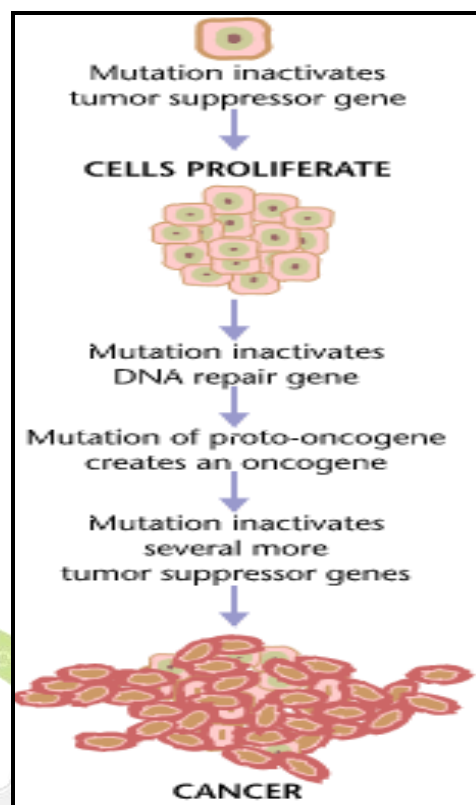 Mutation inactivates
tumor suppressor gene
CELLS PROLIFERATE
Mutation inactivates
DNA repair gene
Mutation of proto-oncogene
creates an oncogene
Mutation inactivates
several more
tumor suppressor genes
CANCER